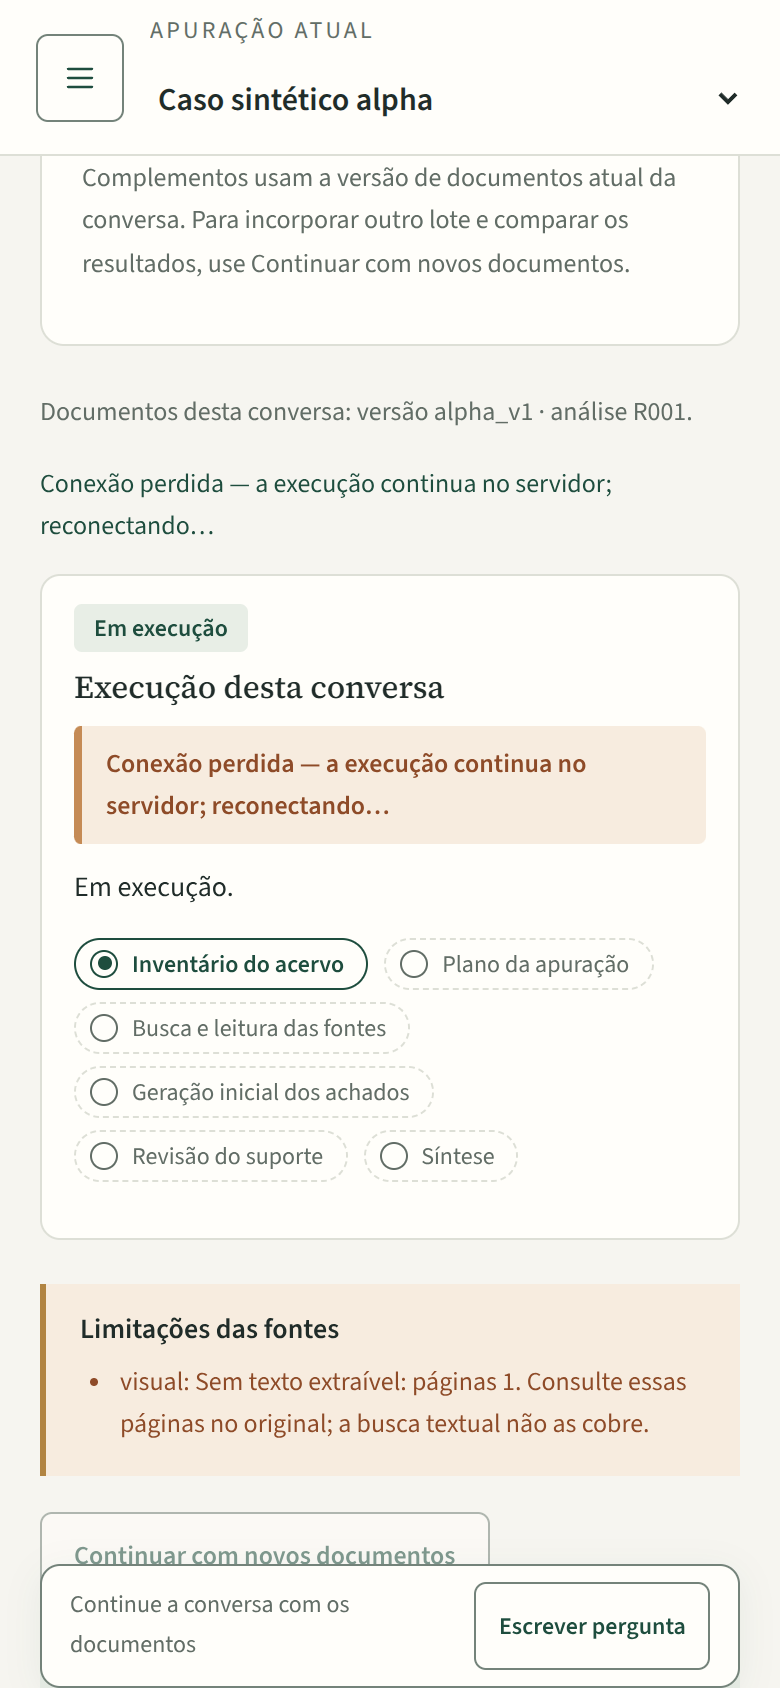 APURAÇÃO ATUAL
Caso sintético alpha
Complementos usam a versão de documentos atual da
conversa. Para incorporar outro lote e comparar os
resultados, use Continuar com novos documentos.
Documentos desta conversa: versão alpha_v1 · análise R001.
Conexão perdida — a execução continua no servidor;
reconectando…
Em execução
Execução desta conversa
Conexão perdida — a execução continua no
servidor; reconectando…
Em execução.
Inventário do acervo
Plano da apuração
Busca e leitura das fontes
Geração inicial dos achados
Revisão do suporte
Síntese
Limitações das fontes
• visual: Sem texto extraível: páginas 1. Consulte essas
páginas no original; a busca textual não as cobre.
Continuar com novos documentos
Continue a conversa com os
documentos
Escrever pergunta